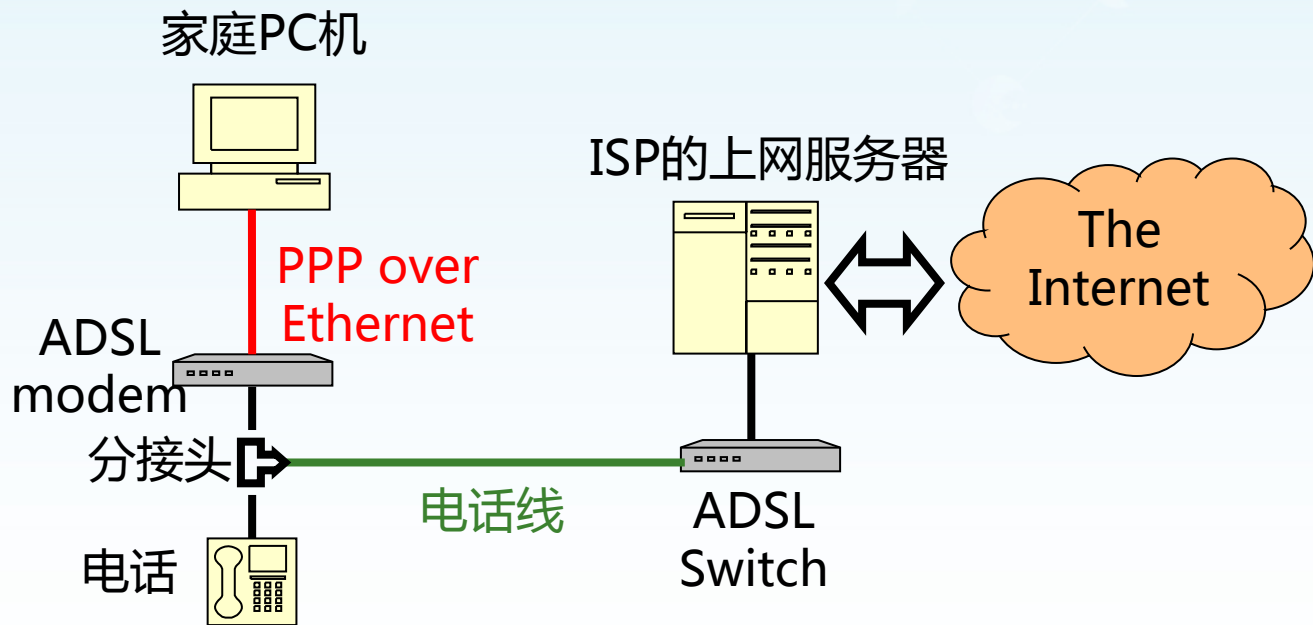 家庭PC机
ISP的上网服务器
The
Internet
PPP over
Ethernet
ADSL
modem
分接头
电话线
ADSL
Switch
电话